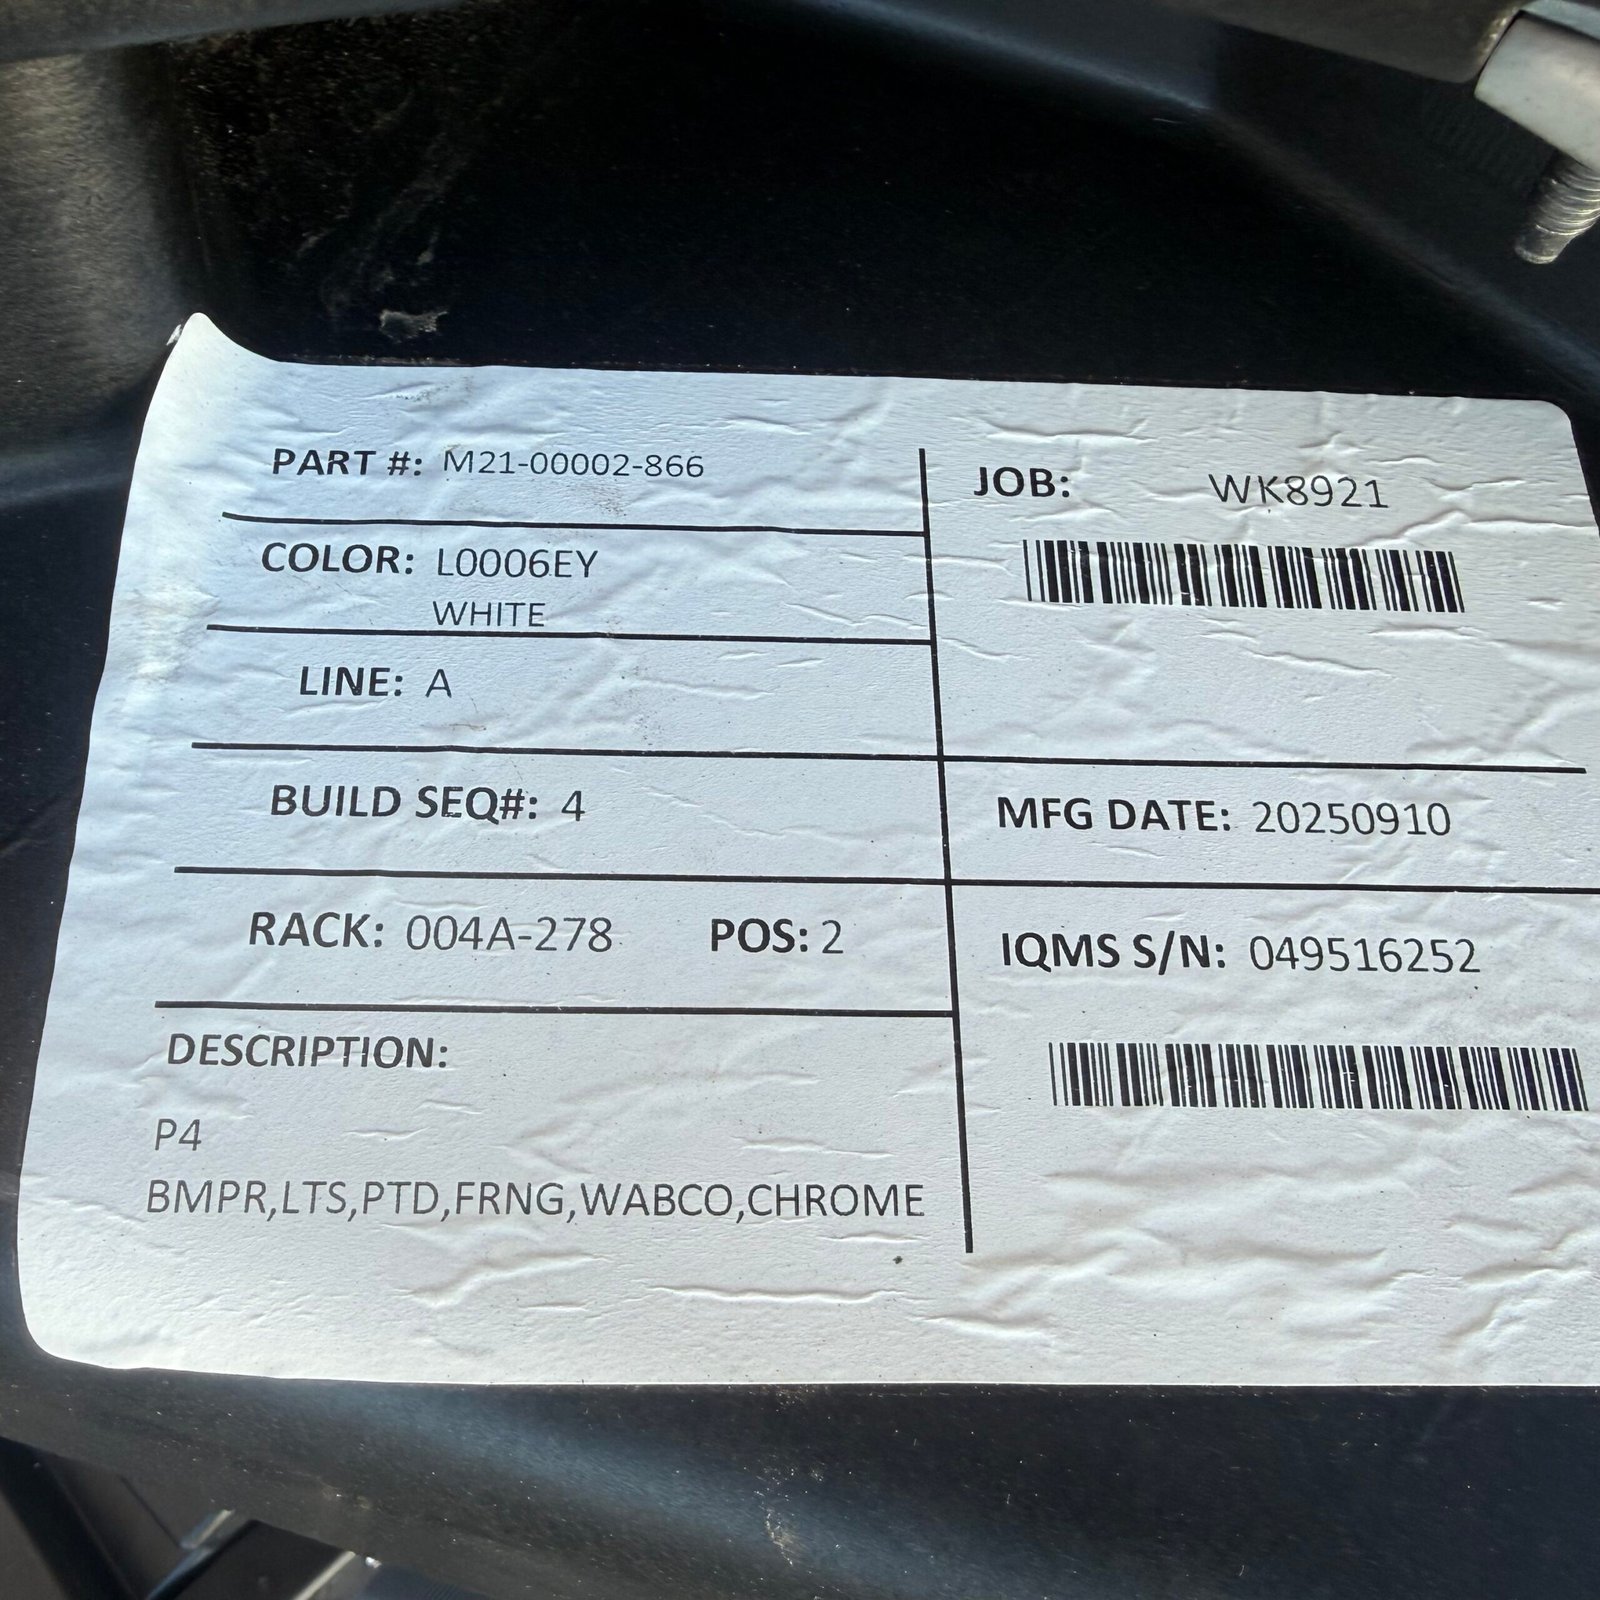 PART #: M21-00002-866
COLOR: L0006EY
WHITE
LINE: A
BUILD SEQ#: 4
RACK: 004A-278 POS: 2
DESCRIPTION:
P4
BMPR,LTS,PTD,FRNG,WABCO,CHROME
JOB: WK8921
MFG DATE: 20250910
IQMS S/N: 049516252